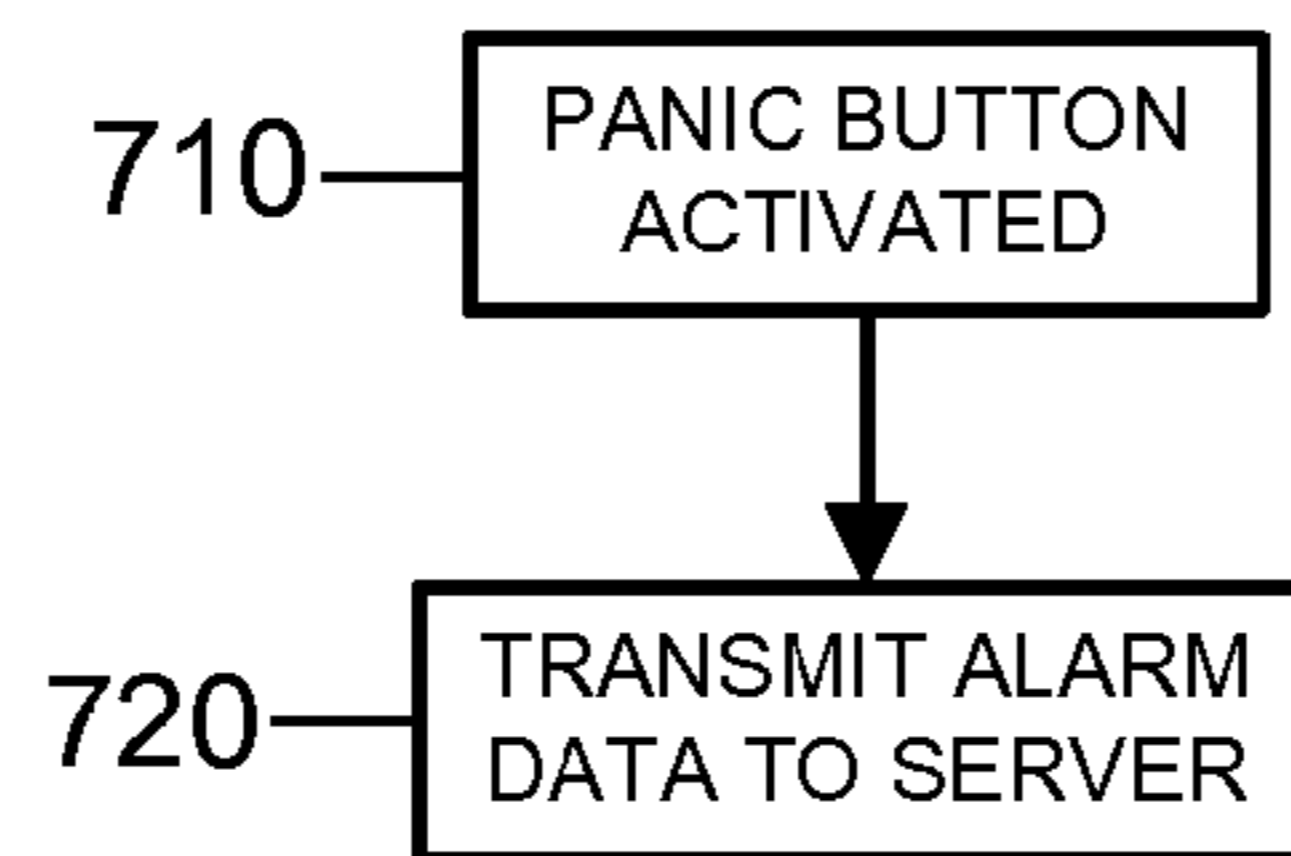 710
PANIC BUTTON
ACTIVATED
720
TRANSMIT ALARM
DATA TO SERVER